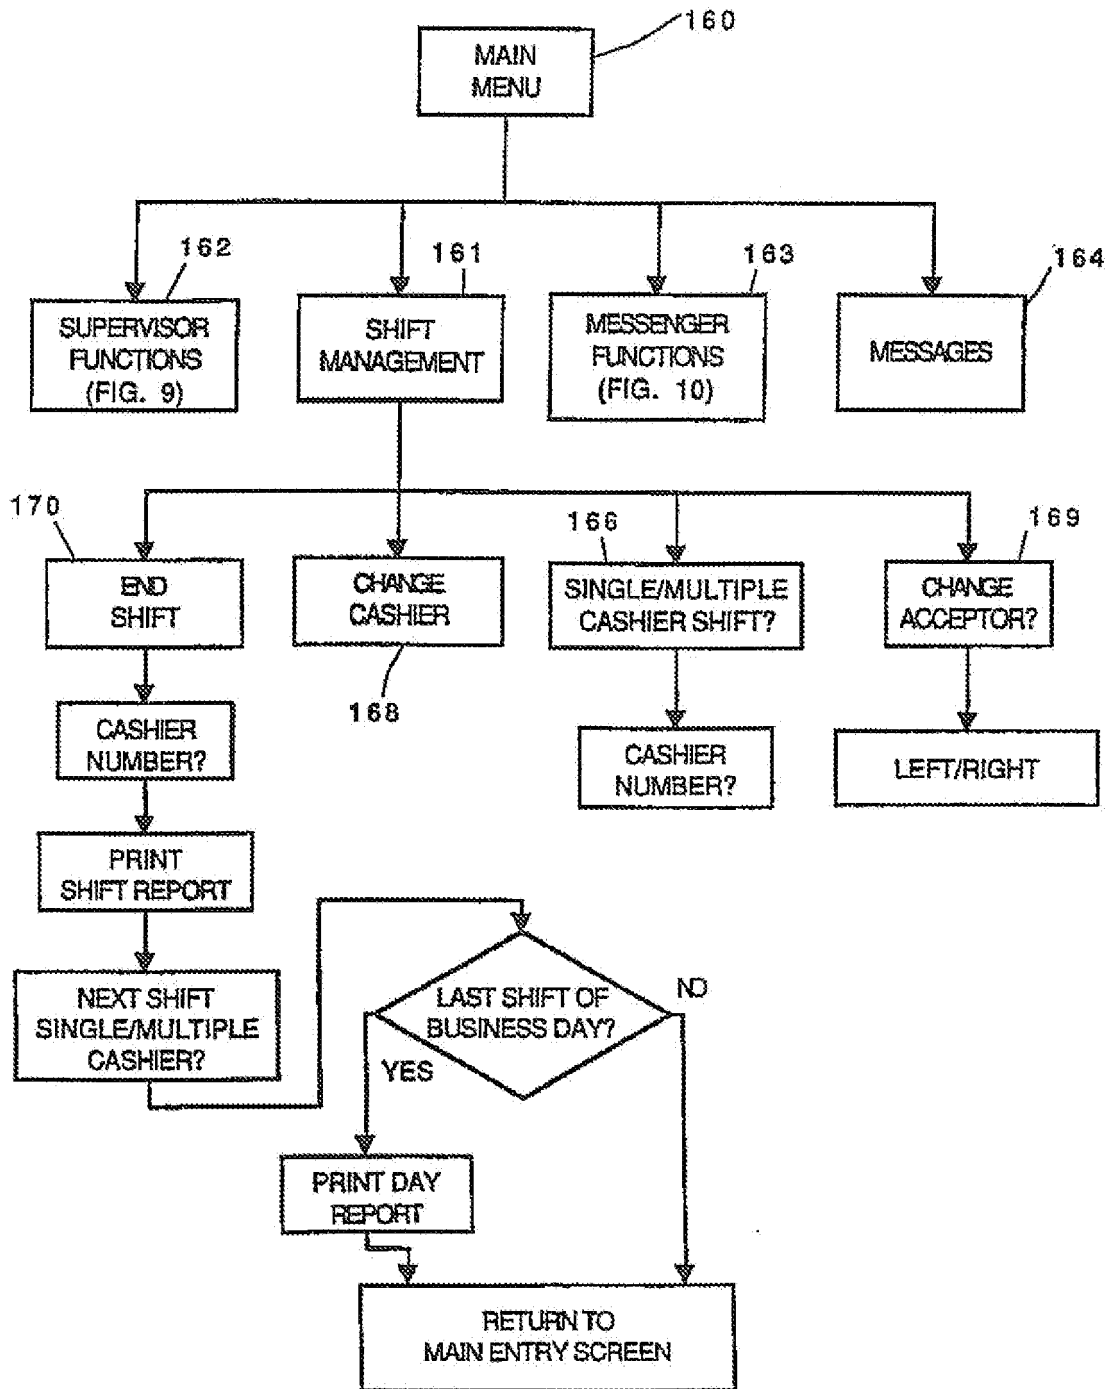 160
MAIN
MENU
162
161
163
164
SUPERVISOR
FUNCTIONS
(FIG. 9)
SHIFT
MANAGEMENT
MESSENGER
FUNCTIONS
(FIG. 10)
MESSAGES
170
166
169
END
SHIFT
CHANGE
CASHIER
SINGLE/MULTIPLE
CASHIER SHIFT?
CHANGE
ACCEPTOR?
168
CASHIER
NUMBER?
CASHIER
NUMBER?
LEFT/RIGHT
PRINT
SHIFT REPORT
NEXT SHIFT
SINGLE/MULTIPLE
CASHIER?
LAST SHIFT OF
BUSINESS DAY?
NO
YES
PRINT DAY
REPORT
RETURN TO
MAIN ENTRY SCREEN